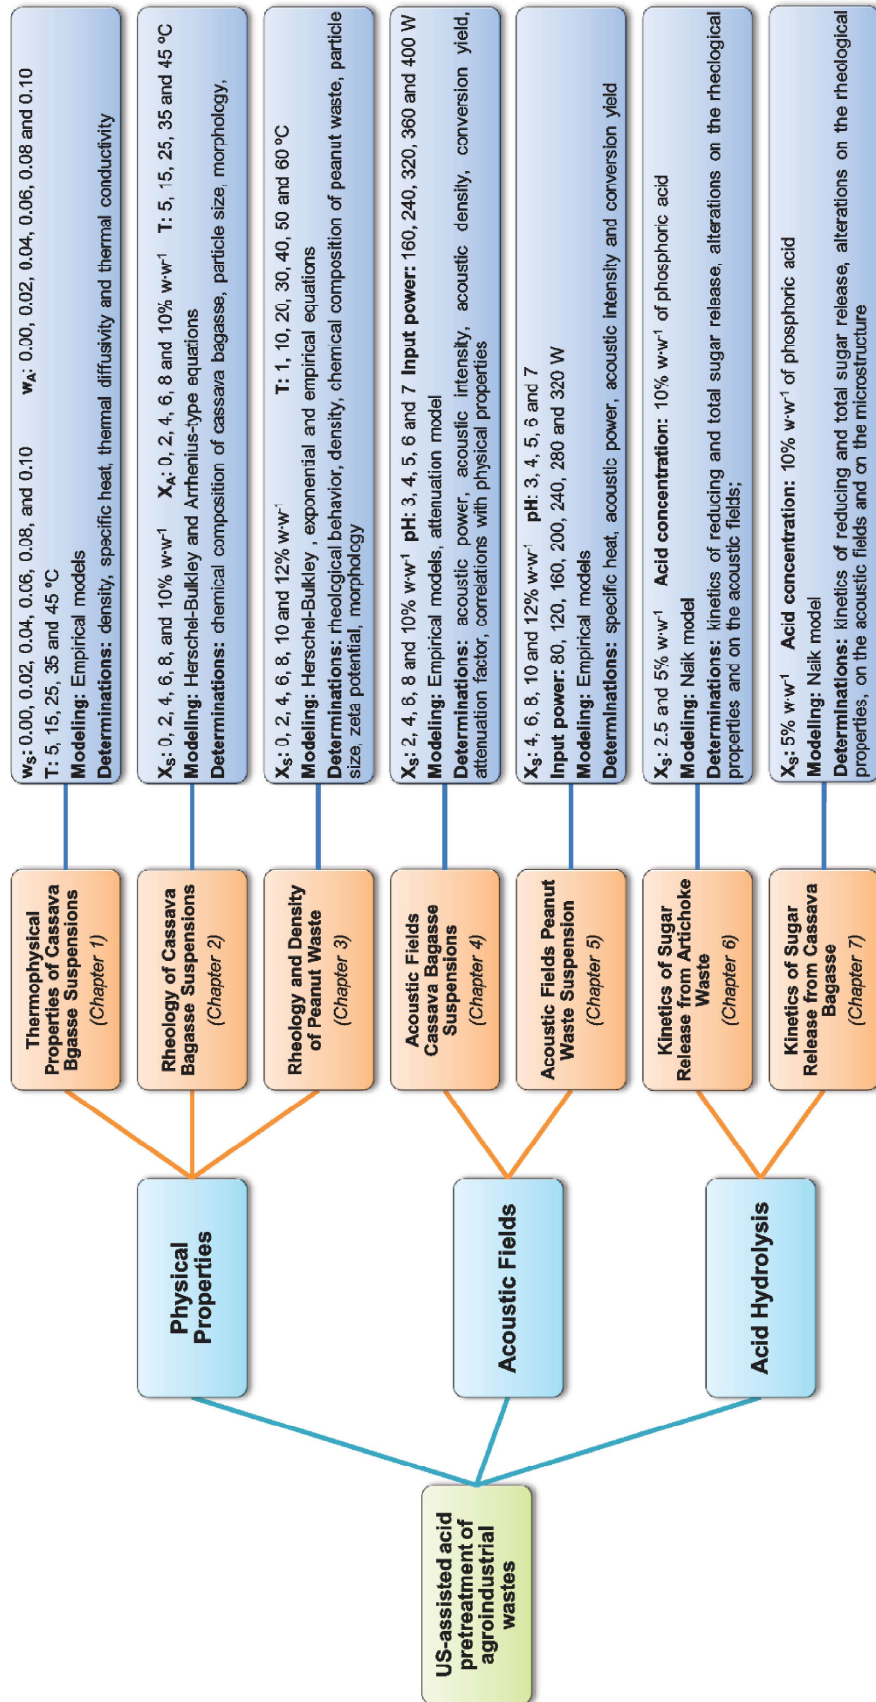 US-assisted acid
pretreatment of
agroindustrial
wastes
Physical
Properties
Acoustic Fields
Acid Hydrolysis
Thermophysical
Properties of Cassava
Bgasse Suspensions
(Chapter 1)
w_S: 0.00, 0.02, 0.04, 0.06, 0.08, and 0.10 w_A: 0.00, 0.02, 0.04, 0.06, 0.08 and 0.10
T: 5, 15, 25, 35 and 45 ºC
Modeling: Empirical models
Determinations: density, specific heat, thermal diffusivity and thermal conductivity
Rheology of Cassava
Bagasse Suspensions
(Chapter 2)
X_S: 0, 2, 4, 6, 8, and 10% w·w⁻¹ X_A: 0, 2, 4, 6, 8 and 10% w·w⁻¹ T: 5, 15, 25, 35 and 45 ºC
Modeling: Herschel-Bulkley and Arrhenius-type equations
Determinations: chemical composition of cassava bagasse, particle size, morphology,
Rheology and Density
of Peanut Waste
(Chapter 3)
X_S: 0, 2, 4, 6, 8, 10 and 12% w·w⁻¹ T: 1, 10, 20, 30, 40, 50 and 60 ºC
Modeling: Herschel-Bulkley , exponential and empirical equations
Determinations: rheological behavior, density, chemical composition of peanut waste, particle
size, zeta potential, morphology
Acoustic Fields
Cassava Bagasse
Suspensions
(Chapter 4)
X_S: 2, 4, 6, 8 and 10% w·w⁻¹ pH: 3, 4, 5, 6 and 7 Input power: 160, 240, 320, 360 and 400 W
Modeling: Empirical models, attenuation model
Determinations: acoustic power, acoustic intensity, acoustic density, conversion yield,
attenuation factor, correlations with physical properties
Acoustic Fields Peanut
Waste Suspension
(Chapter 5)
X_S: 4, 6, 8, 10 and 12% w·w⁻¹ pH: 3, 4, 5, 6 and 7
Input power: 80, 120, 160, 200, 240, 280 and 320 W
Modeling: Empirical models
Determinations: specific heat, acoustic power, acoustic intensity and conversion yield
Kinetics of Sugar
Release from Artichoke
Waste
(Chapter 6)
X_S: 2.5 and 5% w·w⁻¹ Acid concentration: 10% w·w⁻¹ of phosphoric acid
Modeling: Naik model
Determinations: kinetics of reducing and total sugar release, alterations on the rheological
properties and on the acoustic fields;
Kinetics of Sugar
Release from Cassava
Bagasse
(Chapter 7)
X_S: 5% w·w⁻¹ Acid concentration: 10% w·w⁻¹ of phosphoric acid
Modeling: Naik model
Determinations: kinetics of reducing and total sugar release, alterations on the rheological
properties, on the acoustic fields and on the microstructure